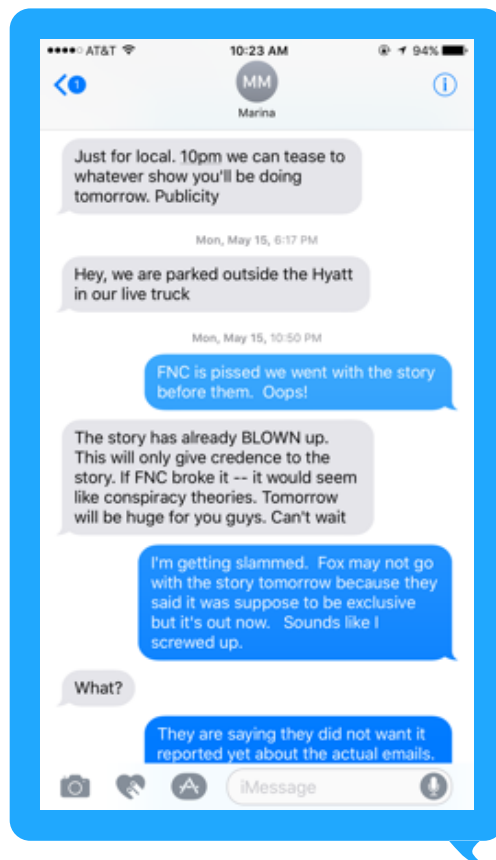 AT&T 10:23 AM 94%
1
MM
Marina
Just for local. 10pm we can tease to
whatever show you'll be doing
tomorrow. Publicity
Mon, May 15, 6:17 PM
Hey, we are parked outside the Hyatt
in our live truck
Mon, May 15, 10:50 PM
FNC is pissed we went with the story
before them. Oops!
The story has already BLOWN up.
This will only give credence to the
story. If FNC broke it -- it would seem
like conspiracy theories. Tomorrow
will be huge for you guys. Can't wait
I'm getting slammed. Fox may not go
with the story tomorrow because they
said it was suppose to be exclusive
but it's out now. Sounds like I
screwed up.
What?
They are saying they did not want it
reported yet about the actual emails.
iMessage